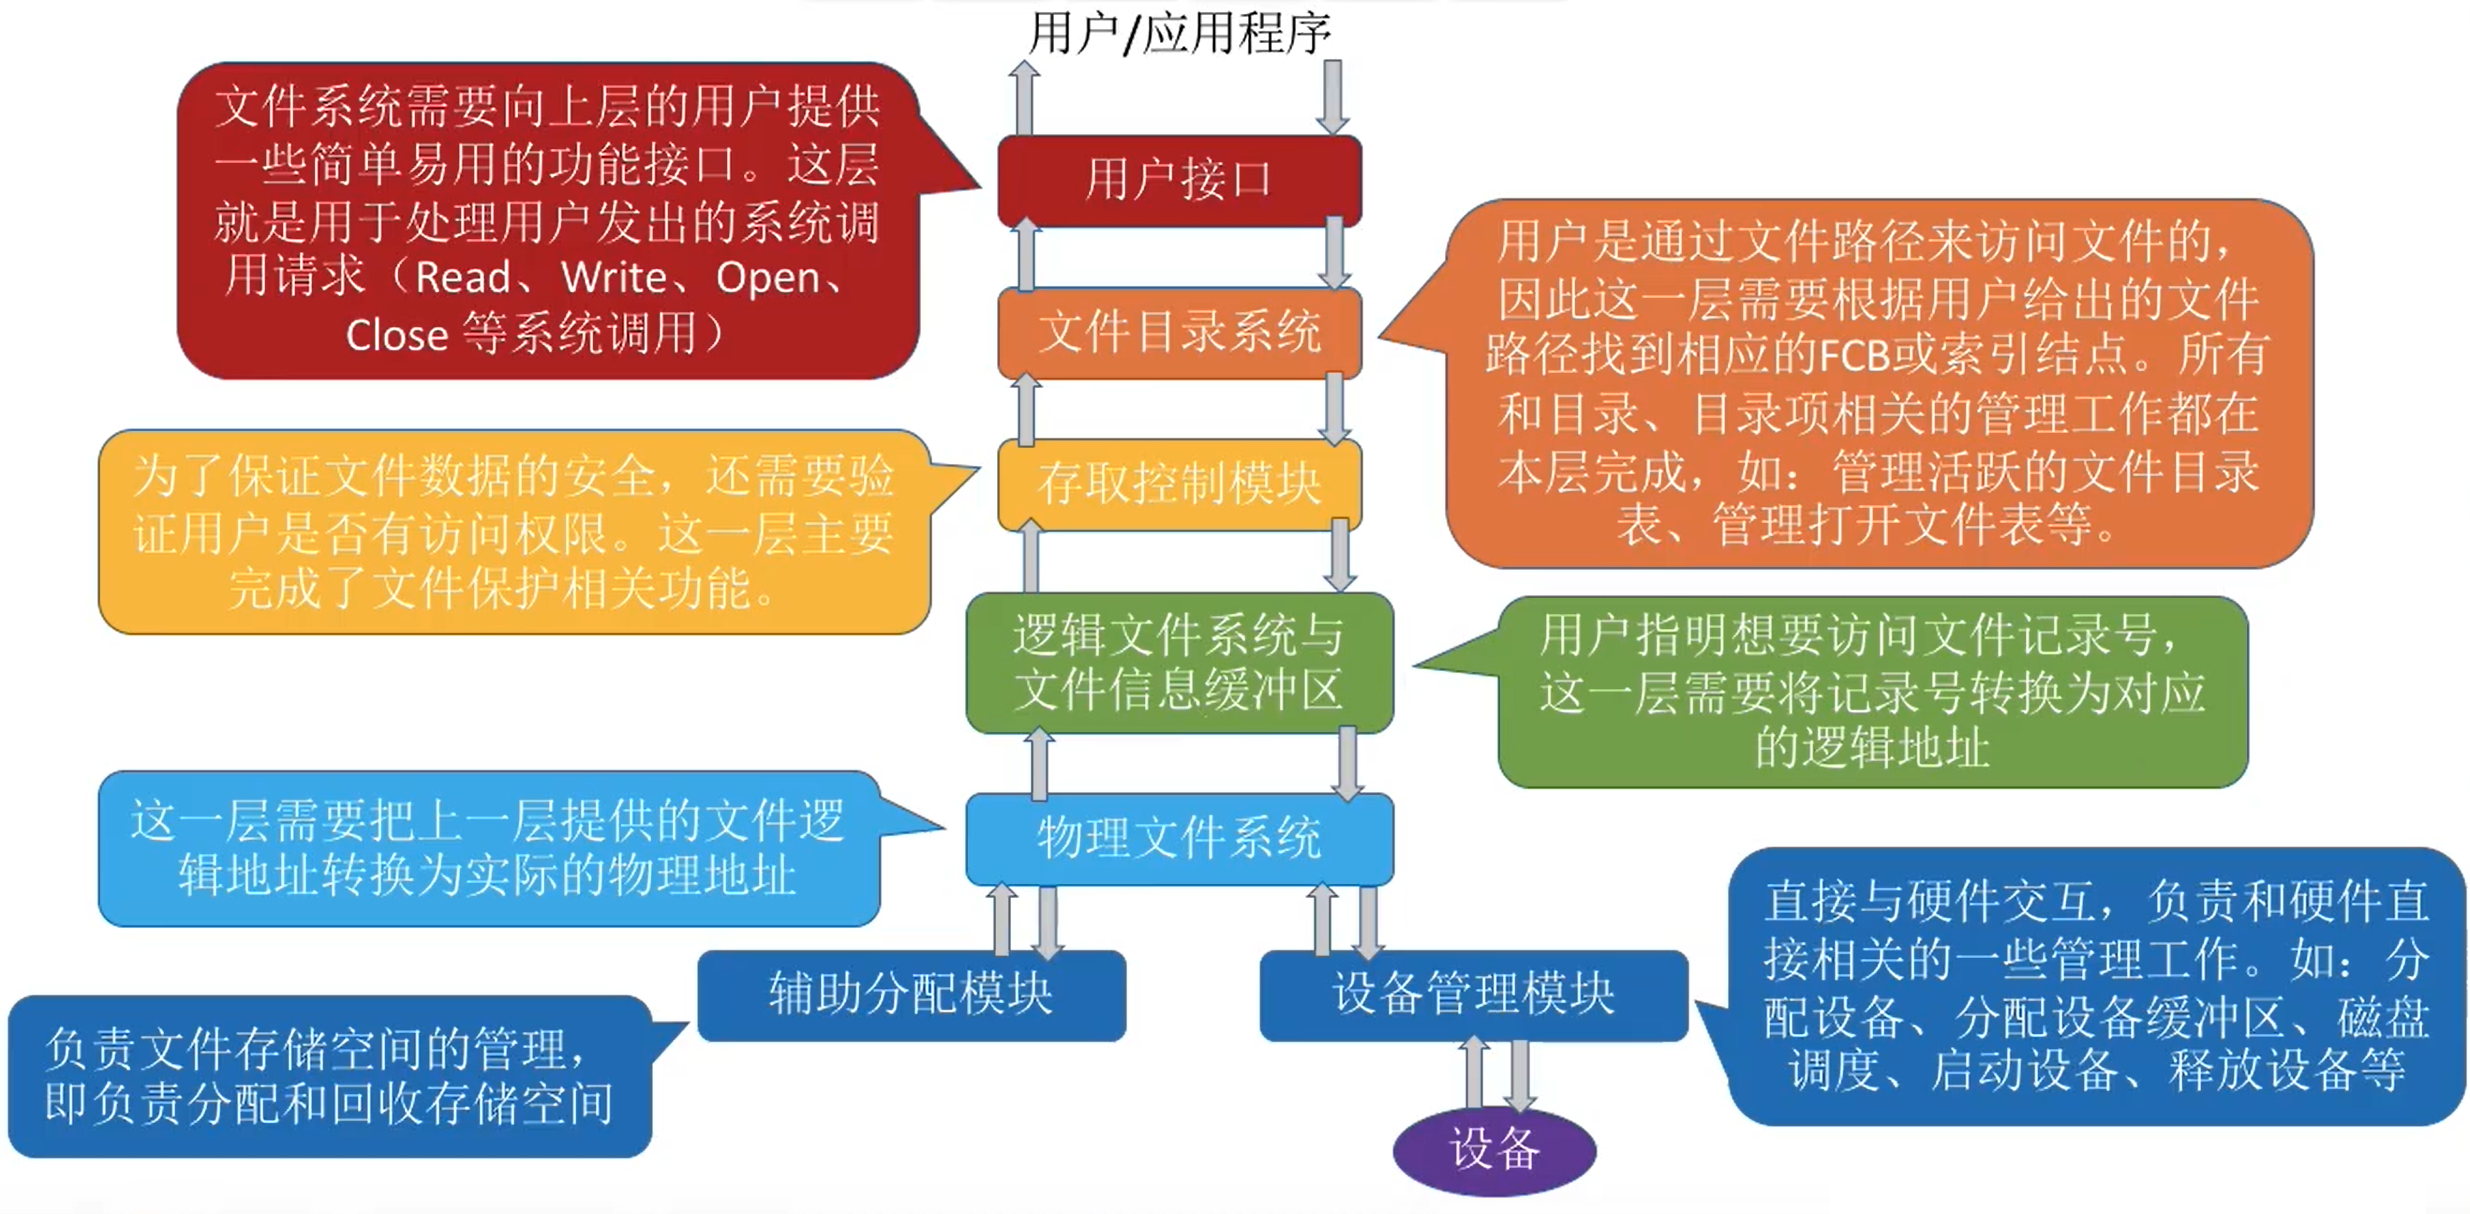 用户/应用程序
文件系统需要向上层的用户提供
一些简单易用的功能接口。这层
就是用于处理用户发出的系统调
用请求（Read、Write、Open、
Close 等系统调用）
用户接口
用户是通过文件路径来访问文件的，
因此这一层需要根据用户给出的文件
路径找到相应的FCB或索引结点。所有
和目录、目录项相关的管理工作都在
本层完成，如：管理活跃的文件目录
表、管理打开文件表等。
文件目录系统
为了保证文件数据的安全，还需要验
证用户是否有访问权限。这一层主要
完成了文件保护相关功能。
存取控制模块
逻辑文件系统与
文件信息缓冲区
用户指明想要访问文件记录号，
这一层需要将记录号转换为对应
的逻辑地址
这一层需要把上一层提供的文件逻
辑地址转换为实际的物理地址
物理文件系统
辅助分配模块
设备管理模块
直接与硬件交互，负责和硬件直
接相关的一些管理工作。如：分
配设备、分配设备缓冲区、磁盘
调度、启动设备、释放设备等
负责文件存储空间的管理，
即负责分配和回收存储空间
设备